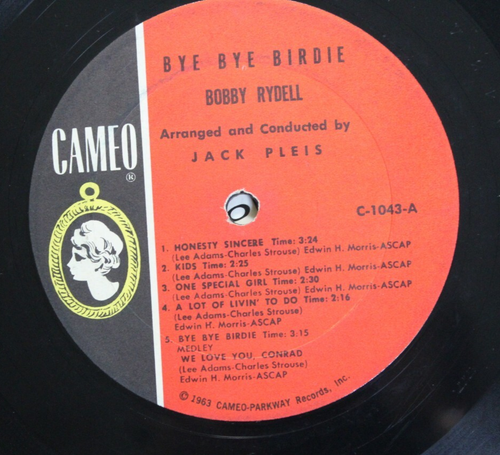 BYE BYE BIRDIE
BOBBY RYDELL
Arranged and Conducted by
JACK PLEIS
CAMEO
®
C-1043-A
1. HONESTY SINCERE Time: 3:24
(Lee Adams-Charles Strouse) Edwin H. Morris-ASCAP
2. KIDS Time: 2:25
(Lee Adams-Charles Strouse) Edwin H. Morris-ASCAP
3. ONE SPECIAL GIRL Time: 2:30
(Lee Adams-Charles Strouse) Edwin H. Morris-ASCAP
4. A LOT OF LIVIN' TO DO Time: 2:16
(Lee Adams-Charles Strouse)
Edwin H. Morris-ASCAP
5. BYE BYE BIRDIE Time: 3.15
MEDLEY
WE LOVE YOU, CONRAD
(Lee Adams-Charles Strouse)
Edwin H. Morris-ASCAP
© 1963 CAMEO-PARKWAY Records, Inc.